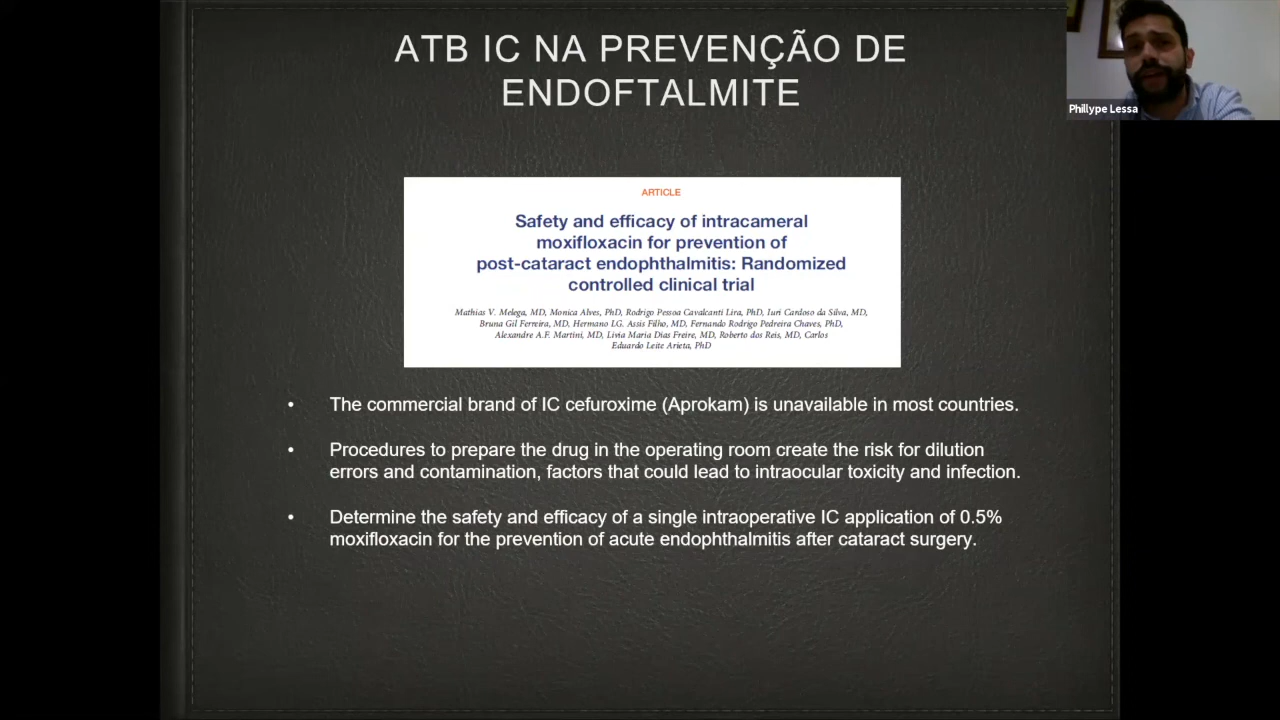 ATB IC NA PREVENÇÃO DE
ENDOFTALMITE
Phillype Lessa
ARTICLE
Safety and efficacy of intracameral
moxifloxacin for prevention of
post-cataract endophthalmitis: Randomized
controlled clinical trial
Mathias V. Melega, MD, Monica Alves, PhD, Rodrigo Pessoa Cavalcanti Lira, PhD, Iuri Cardoso da Silva, MD,
Bruna Gil Ferreira, MD, Hermano LG. Assis Filho, MD, Fernando Rodrigo Pedreira Chaves, PhD,
Alexandre A.F. Martini, MD, Livia Maria Dias Freire, MD, Roberto dos Reis, MD, Carlos
Eduardo Leite Arieta, PhD
• The commercial brand of IC cefuroxime (Aprokam) is unavailable in most countries.
• Procedures to prepare the drug in the operating room create the risk for dilution
errors and contamination, factors that could lead to intraocular toxicity and infection.
• Determine the safety and efficacy of a single intraoperative IC application of 0.5%
moxifloxacin for the prevention of acute endophthalmitis after cataract surgery.